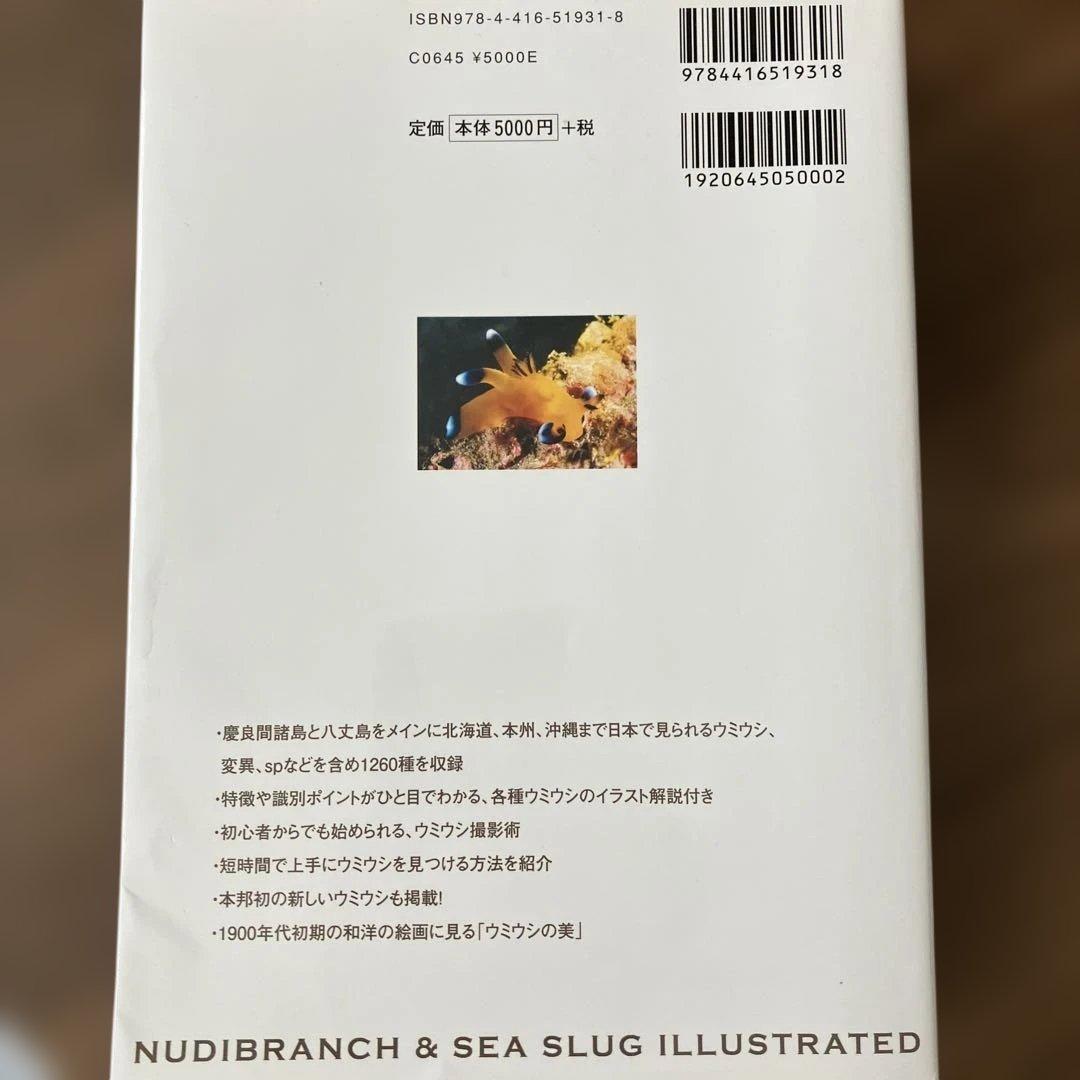 ISBN978-4-416-51931-8
C0645 ¥5000E
9784416519318
定価 本体5000円 +税
1920645050002
・慶良間諸島と八丈島をメインに北海道、本州、沖縄まで日本で見られるウミウシ、
変異、spなどを含め1260種を収録
・特徴や識別ポイントがひと目でわかる、各種ウミウシのイラスト解説付き
・初心者からでも始められる、ウミウシ撮影術
・短時間で上手にウミウシを見つける方法を紹介
・本邦初の新しいウミウシも掲載!
・1900年代初期の和洋の絵画に見る「ウミウシの美」
NUDIBRANCH & SEA SLUG ILLUSTRATED